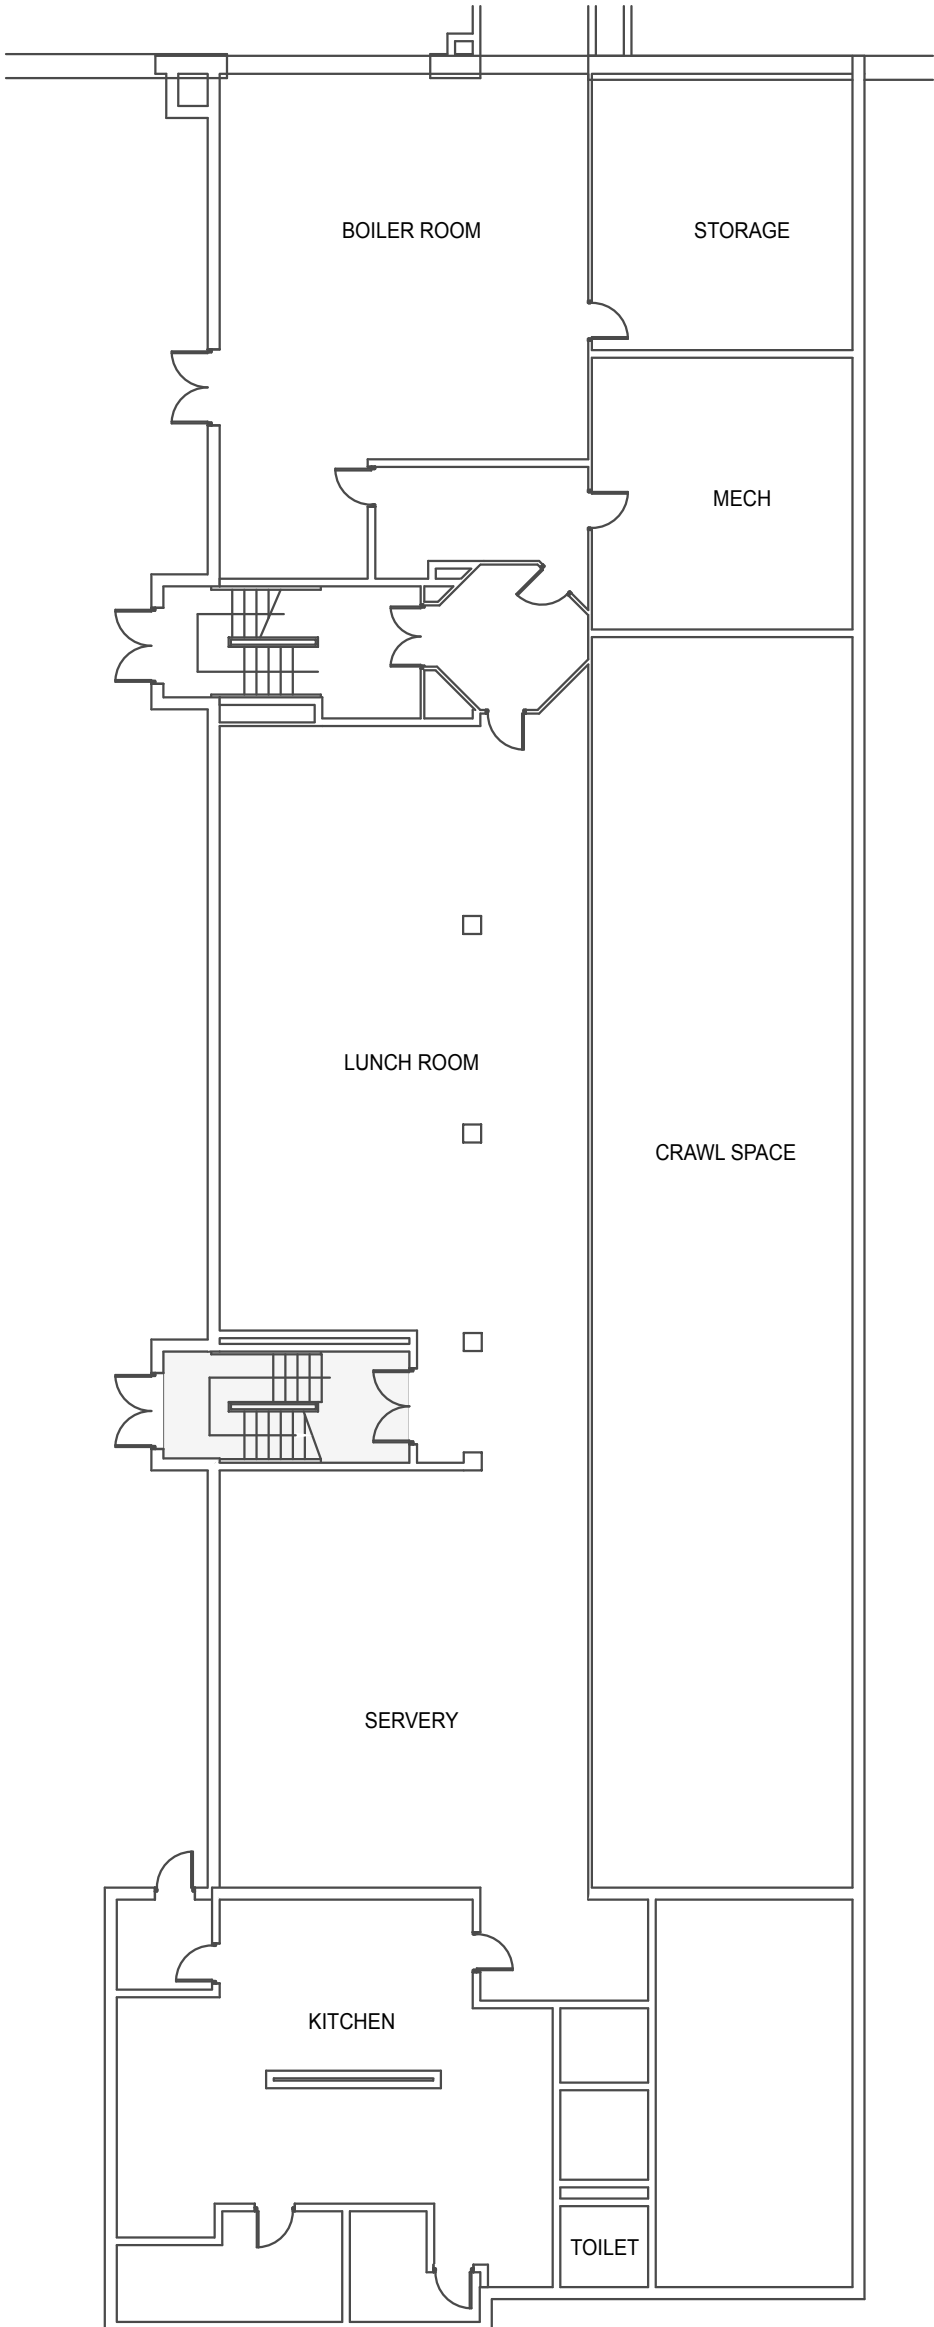 BOILER ROOM
STORAGE
MECH
LUNCH ROOM
CRAWL SPACE
SERVERY
KITCHEN
TOILET